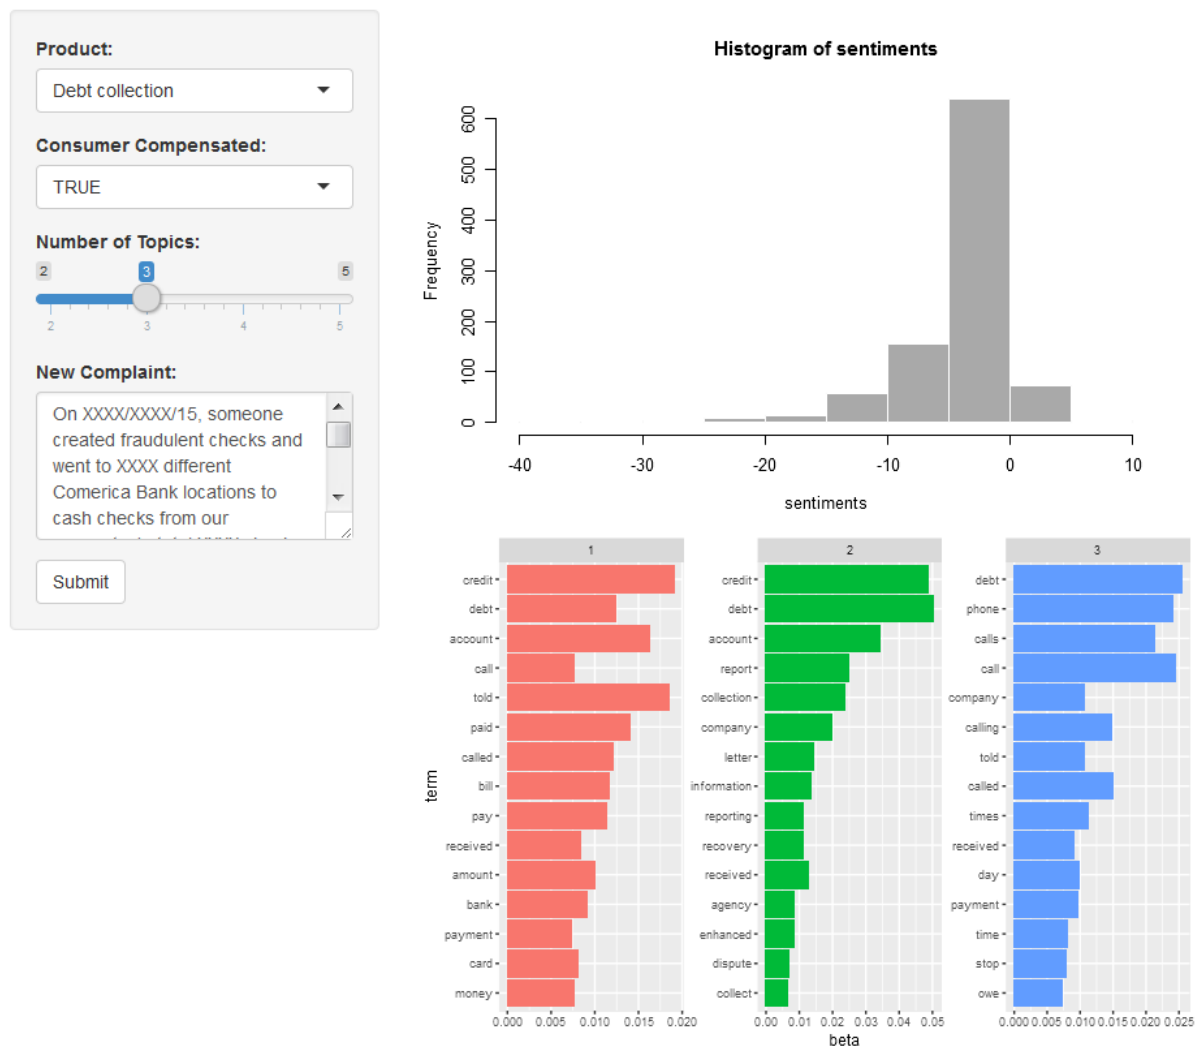 Product:
Debt collection
Consumer Compensated:
TRUE
Number of Topics:
2 3 5
2 3 4 5
New Complaint:
On XXXX/XXXX/15, someone
created fraudulent checks and
went to XXXX different
Comerica Bank locations to
cash checks from our
Submit
Histogram of sentiments
Frequency
600
500
400
300
200
100
0
-40 -30 -20 -10 0 10
sentiments
term
1
credit
debt
account
call
told
paid
called
bill
pay
received
amount
bank
payment
card
money
0.000 0.005 0.010 0.015 0.020
2
credit
debt
account
report
collection
company
letter
information
reporting
recovery
received
agency
enhanced
dispute
collect
0.00 0.01 0.02 0.03 0.04 0.05
3
debt
phone
calls
call
company
calling
told
called
times
received
day
payment
time
stop
owe
0.000 0.005 0.010 0.015 0.020 0.025
beta